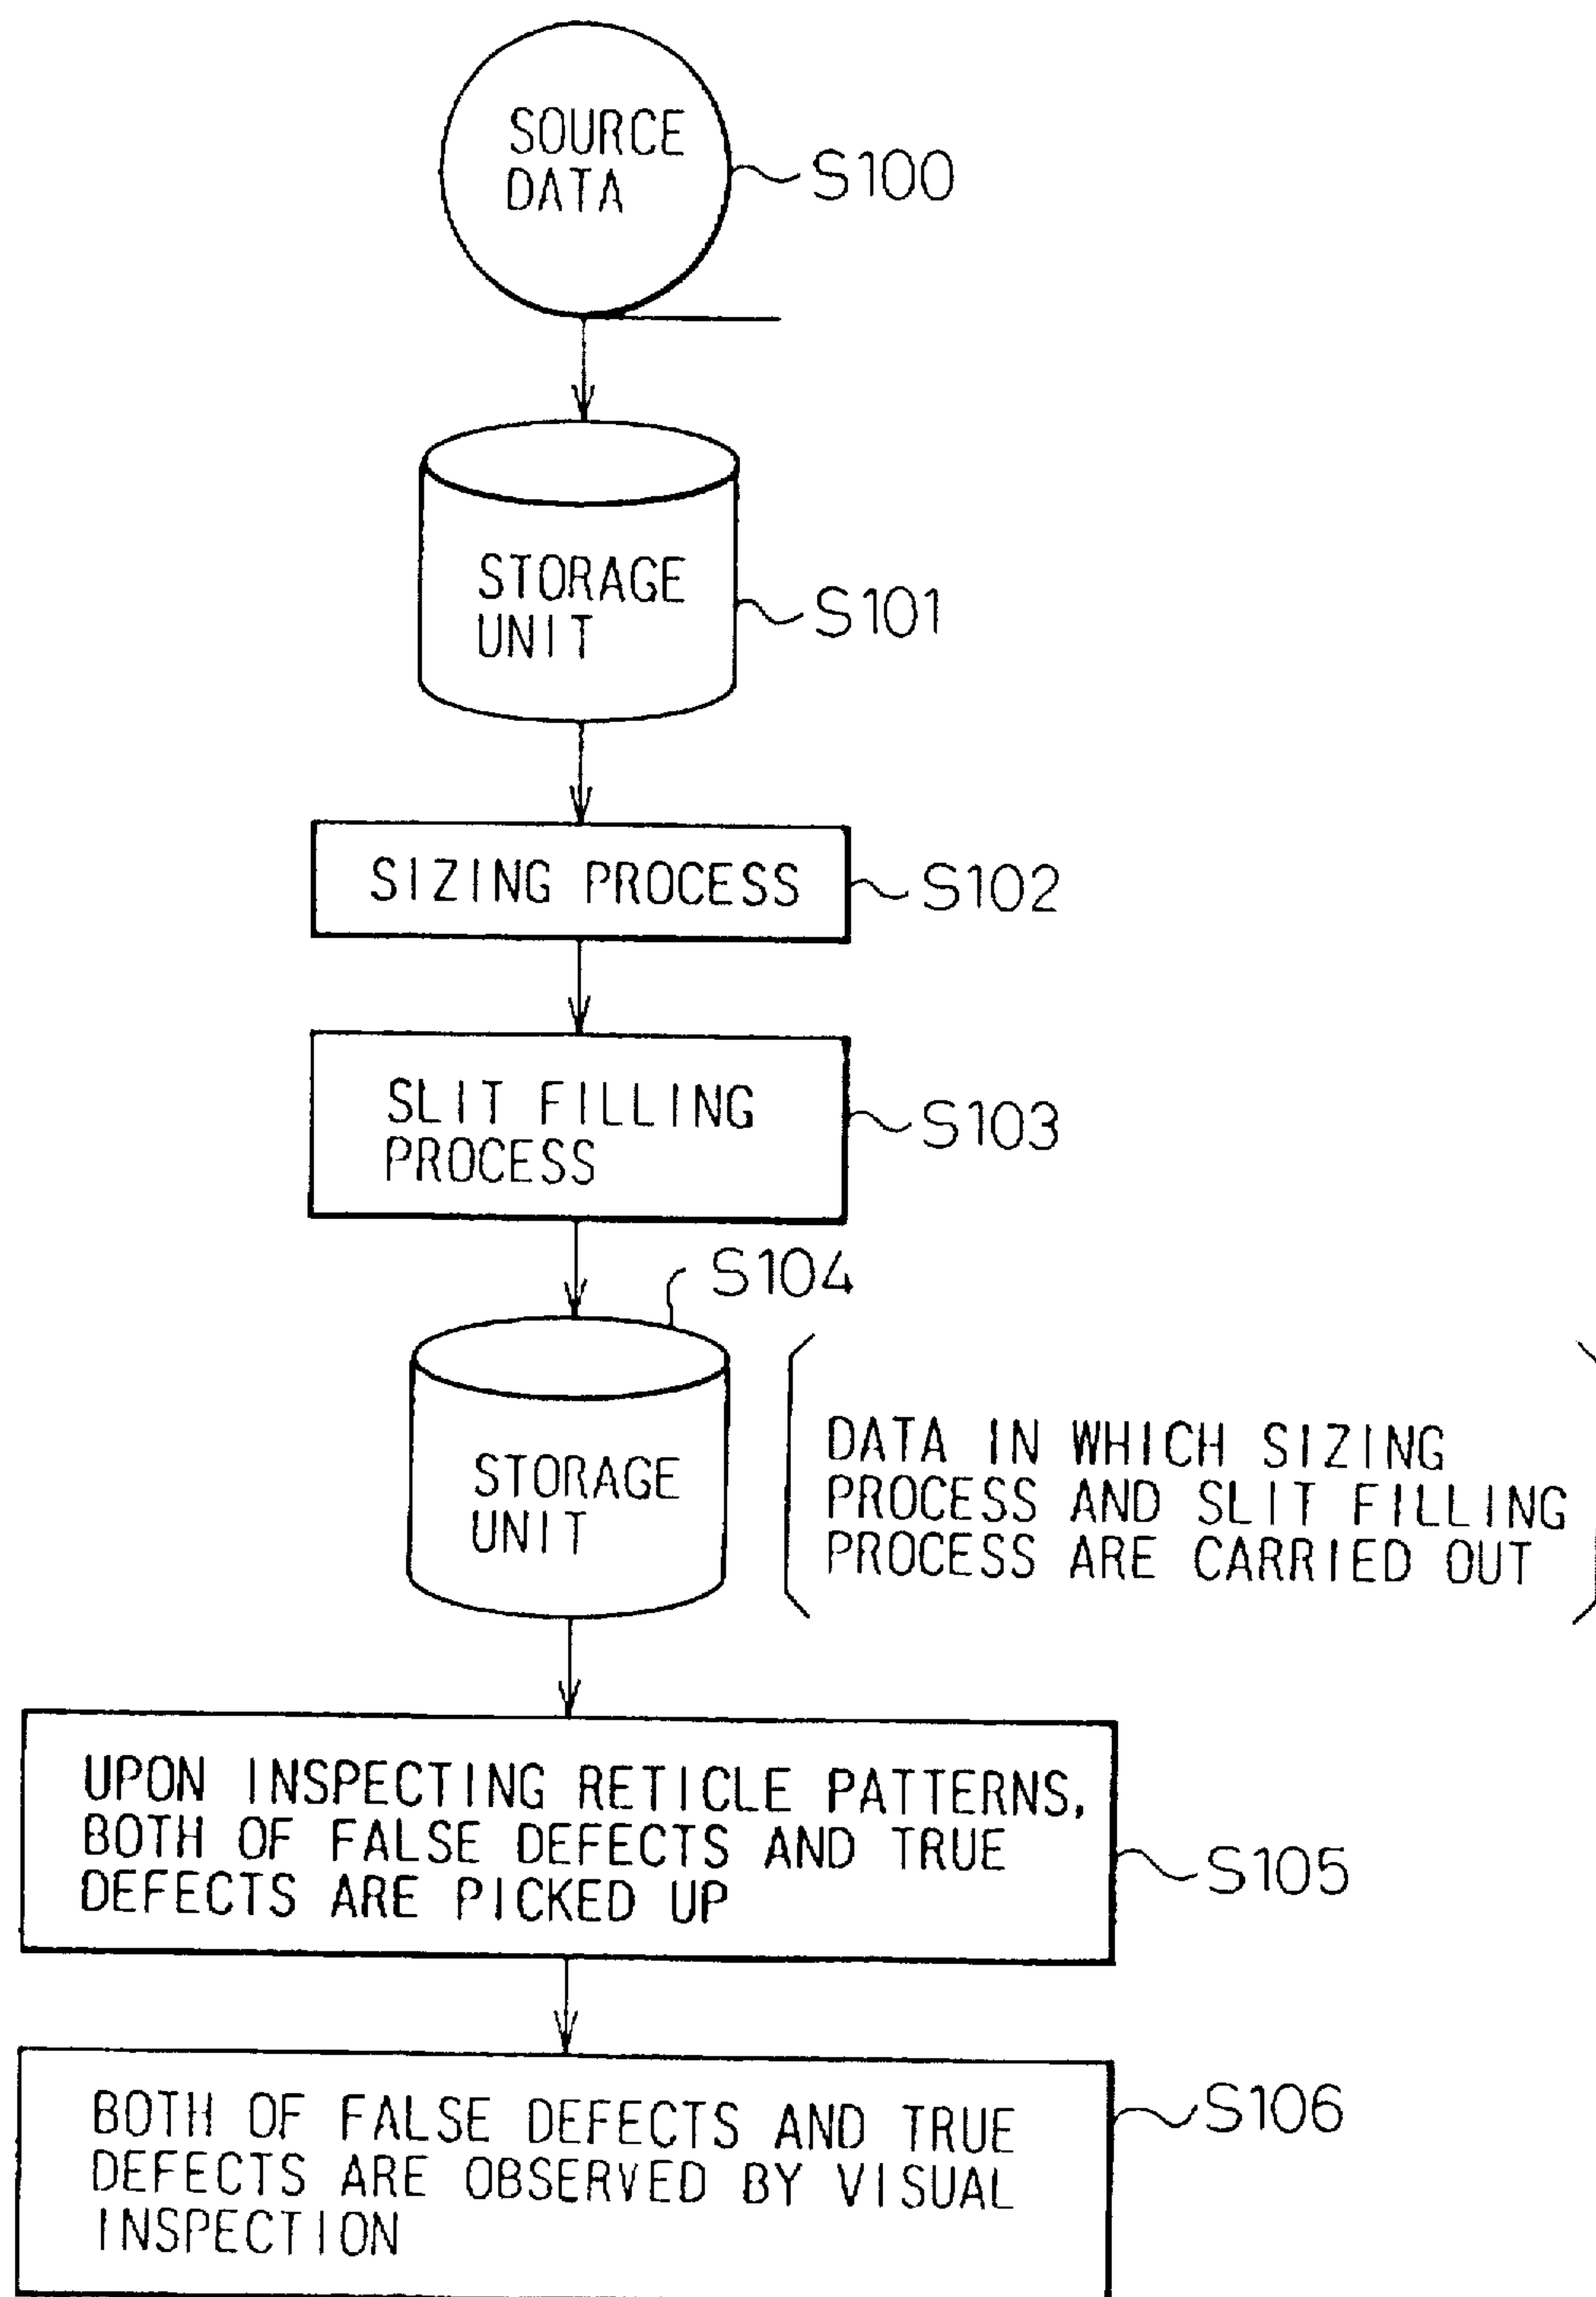 SOURCE
DATA
S100
STORAGE
UNIT
S101
SIZING PROCESS
S102
SLIT FILLING
PROCESS
S103
S104
STORAGE
UNIT
DATA IN WHICH SIZING
PROCESS AND SLIT FILLING
PROCESS ARE CARRIED OUT
UPON INSPECTING RETICLE PATTERNS,
BOTH OF FALSE DEFECTS AND TRUE
DEFECTS ARE PICKED UP
S105
BOTH OF FALSE DEFECTS AND TRUE
DEFECTS ARE OBSERVED BY VISUAL
INSPECTION
S106